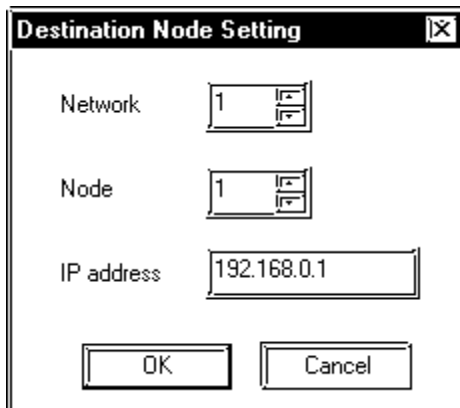 Destination Node Setting
Network 1
Node 1
IP address 192.168.0.1
OK Cancel